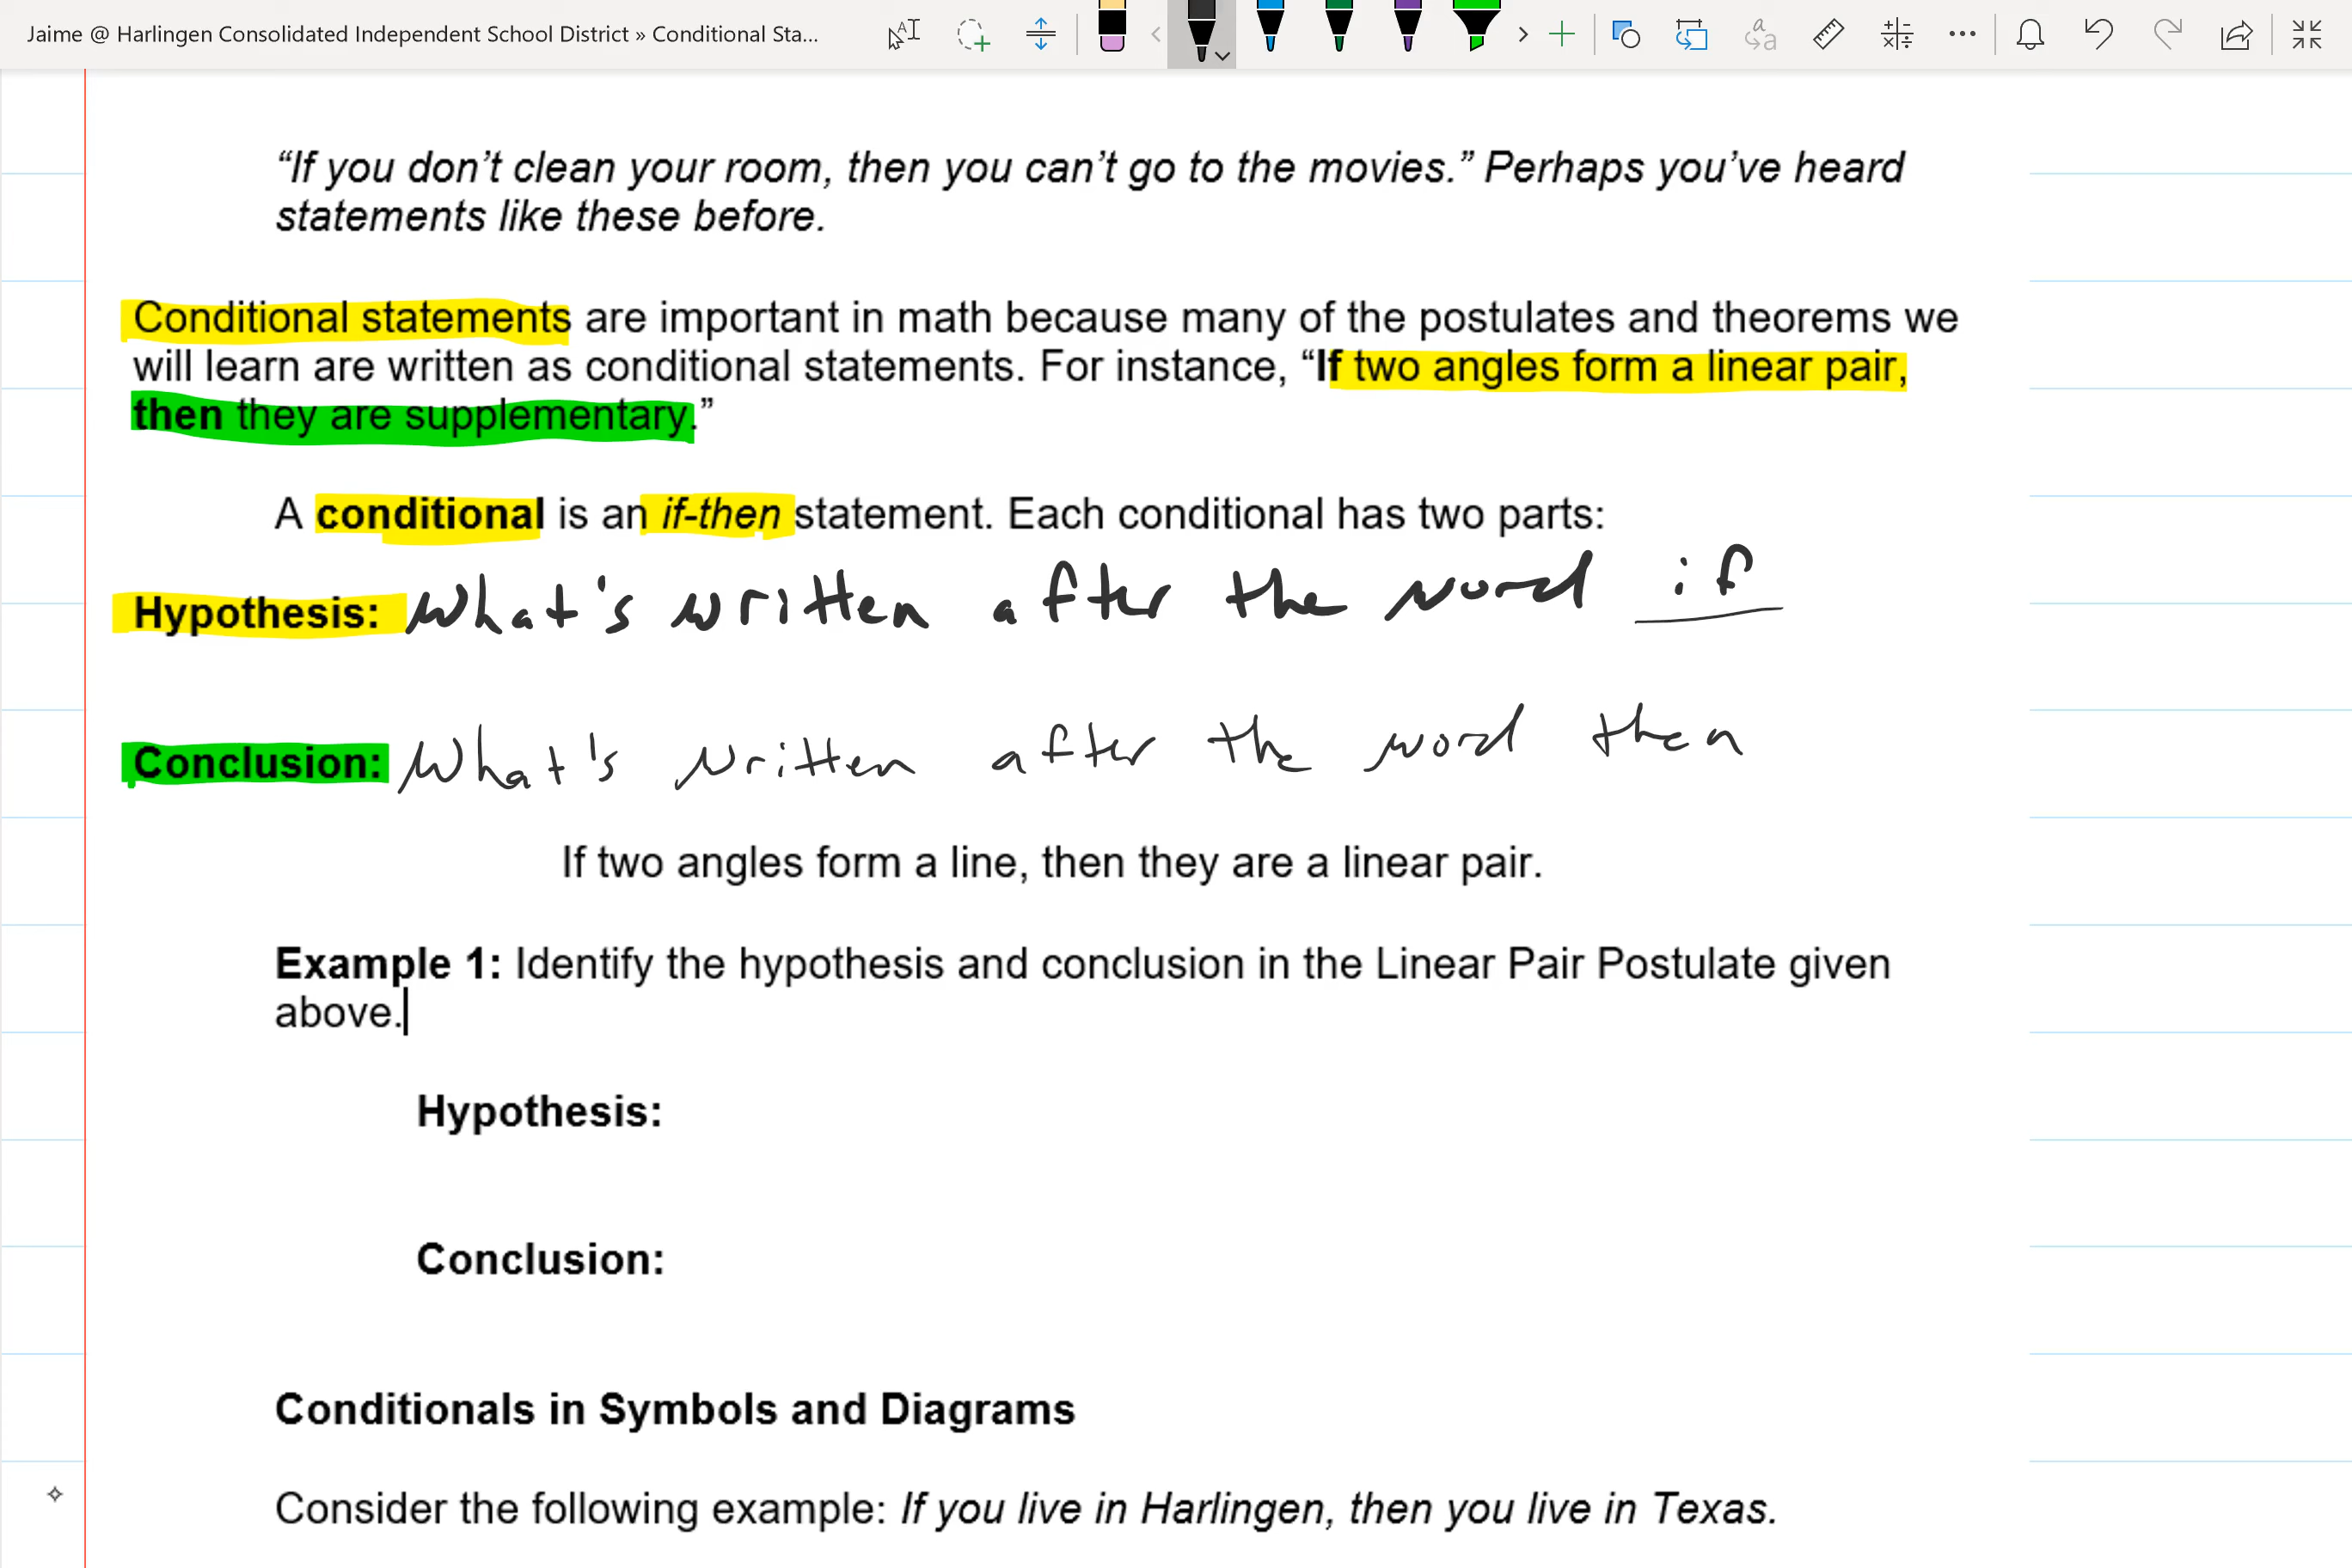 Jaime @ Harlingen Consolidated Independent School District » Conditional Sta...
“If you don’t clean your room, then you can’t go to the movies.” Perhaps you’ve heard
statements like these before.
Conditional statements are important in math because many of the postulates and theorems we
will learn are written as conditional statements. For instance, “If two angles form a linear pair,
then they are supplementary.”
A conditional is an if-then statement. Each conditional has two parts:
Hypothesis: What's written after the word if
Conclusion: What's written after the word then
If two angles form a line, then they are a linear pair.
Example 1: Identify the hypothesis and conclusion in the Linear Pair Postulate given
above.
Hypothesis:
Conclusion:
Conditionals in Symbols and Diagrams
Consider the following example: If you live in Harlingen, then you live in Texas.